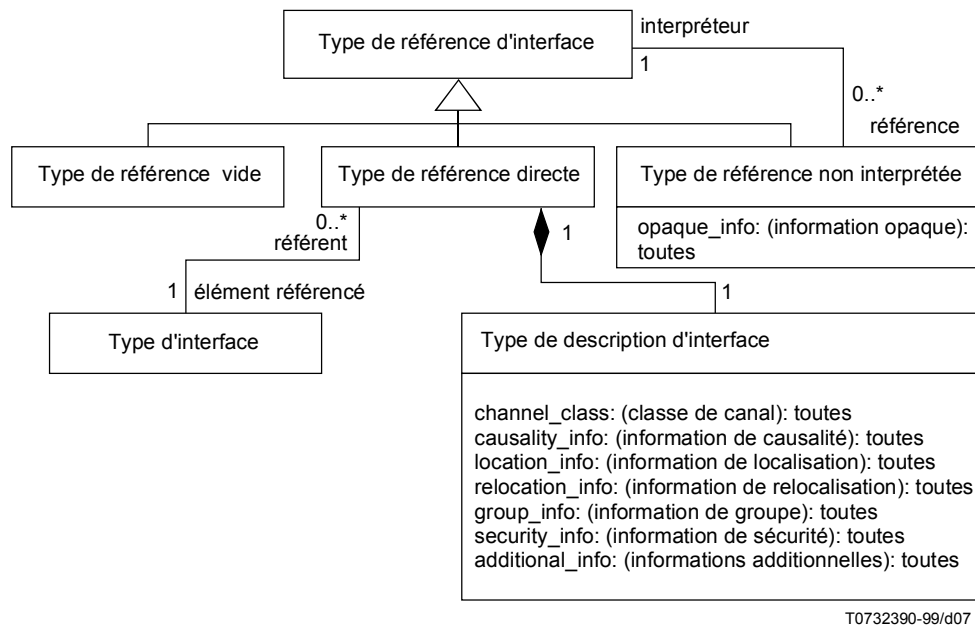 Type de référence d'interface
interpréteur
1
0..*
référence
Type de référence vide
Type de référence directe
Type de référence non interprétée
opaque_info: (information opaque):
toutes
0..*
référent
1
1 élément référencé
1
Type d'interface
Type de description d'interface
channel_class: (classe de canal): toutes
causality_info: (information de causalité): toutes
location_info: (information de localisation): toutes
relocation_info: (information de relocalisation): toutes
group_info: (information de groupe): toutes
security_info: (information de sécurité): toutes
additional_info: (informations additionnelles): toutes
T0732390-99/d07